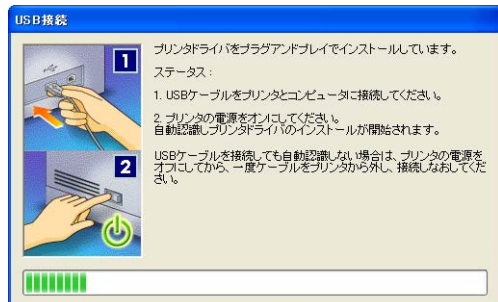 USB接続
1
プリンタドライバをプラグアンドプレイでインストールしています。
ステータス:
1. USBケーブルをプリンタとコンピュータに接続してください。
2. プリンタの電源をオンにしてください。
自動認識しプリンタドライバのインストールが開始されます。
2
USBケーブルを接続しても自動認識しない場合は、プリンタの電源を
オフにしてから、一度ケーブルをプリンタから外し、接続しなおしてくだ
さい。